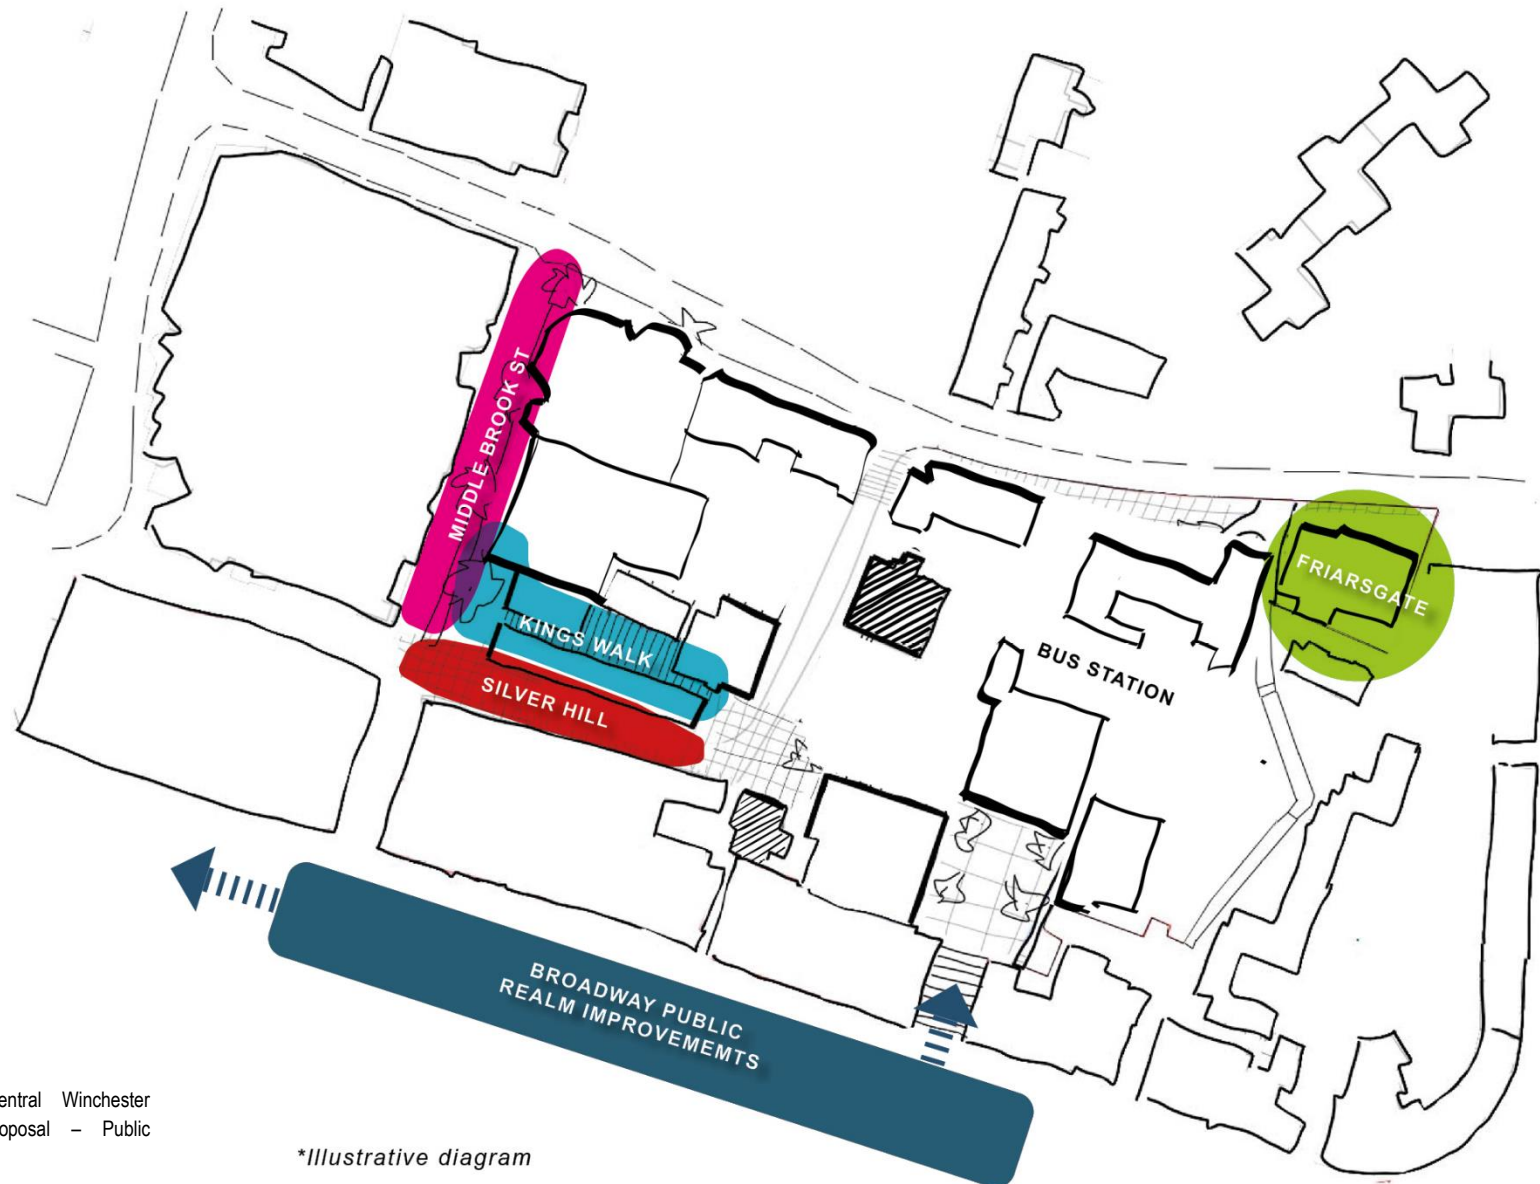 MIDDLE BROOK ST
FRIARSGATE
KINGS WALK
BUS STATION
SILVER HILL
BROADWAY PUBLIC
REALM IMPROVEMEMTS
entral Winchester
oposal – Public
*Illustrative diagram